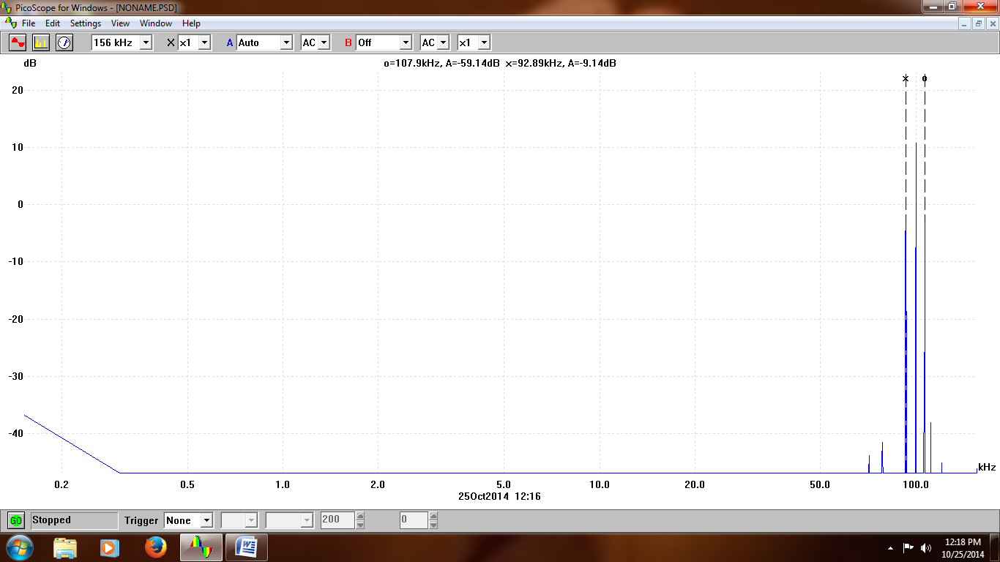 PicoScope for Windows - [NONAME.PSD]
File Edit Settings View Window Help
156 kHz X x1 A Auto AC B Off AC x1
dB o=107.9kHz, A=-59.14dB x=92.89kHz, A=-9.14dB
x o
20
10
0
-10
-20
-30
-40
kHz
0.2 0.5 1.0 2.0 5.0 10.0 20.0 50.0 100.0
25Oct2014 12:16
GO Stopped Trigger None 200 0
12:18 PM
10/25/2014